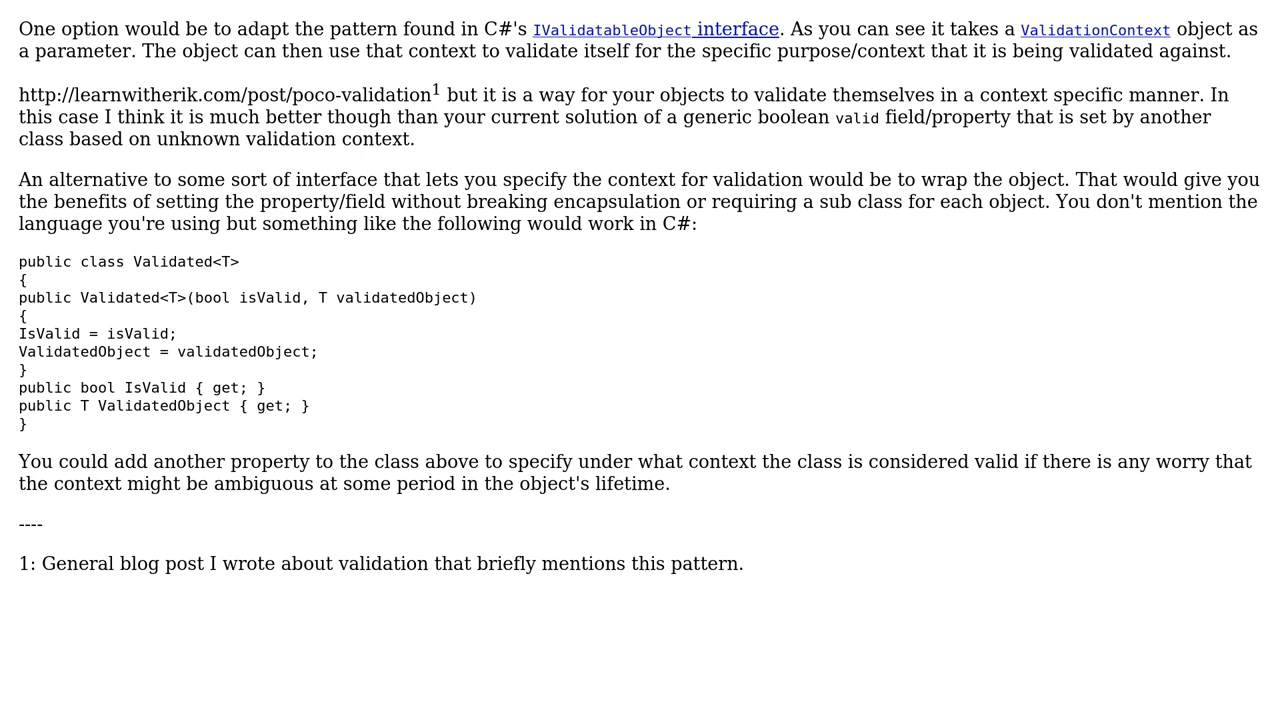 One option would be to adapt the pattern found in C#'s IValidatableObject interface. As you can see it takes a ValidationContext object as
a parameter. The object can then use that context to validate itself for the specific purpose/context that it is being validated against.
http://learnwitherik.com/post/poco-validation1 but it is a way for your objects to validate themselves in a context specific manner. In
this case I think it is much better though than your current solution of a generic boolean valid field/property that is set by another
class based on unknown validation context.
An alternative to some sort of interface that lets you specify the context for validation would be to wrap the object. That would give you
the benefits of setting the property/field without breaking encapsulation or requiring a sub class for each object. You don't mention the
language you're using but something like the following would work in C#:
public class Validated<T>
{
public Validated<T>(bool isValid, T validatedObject)
{
IsValid = isValid;
ValidatedObject = validatedObject;
}
public bool IsValid { get; }
public T ValidatedObject { get; }
}
You could add another property to the class above to specify under what context the class is considered valid if there is any worry that
the context might be ambiguous at some period in the object's lifetime.
----
1: General blog post I wrote about validation that briefly mentions this pattern.